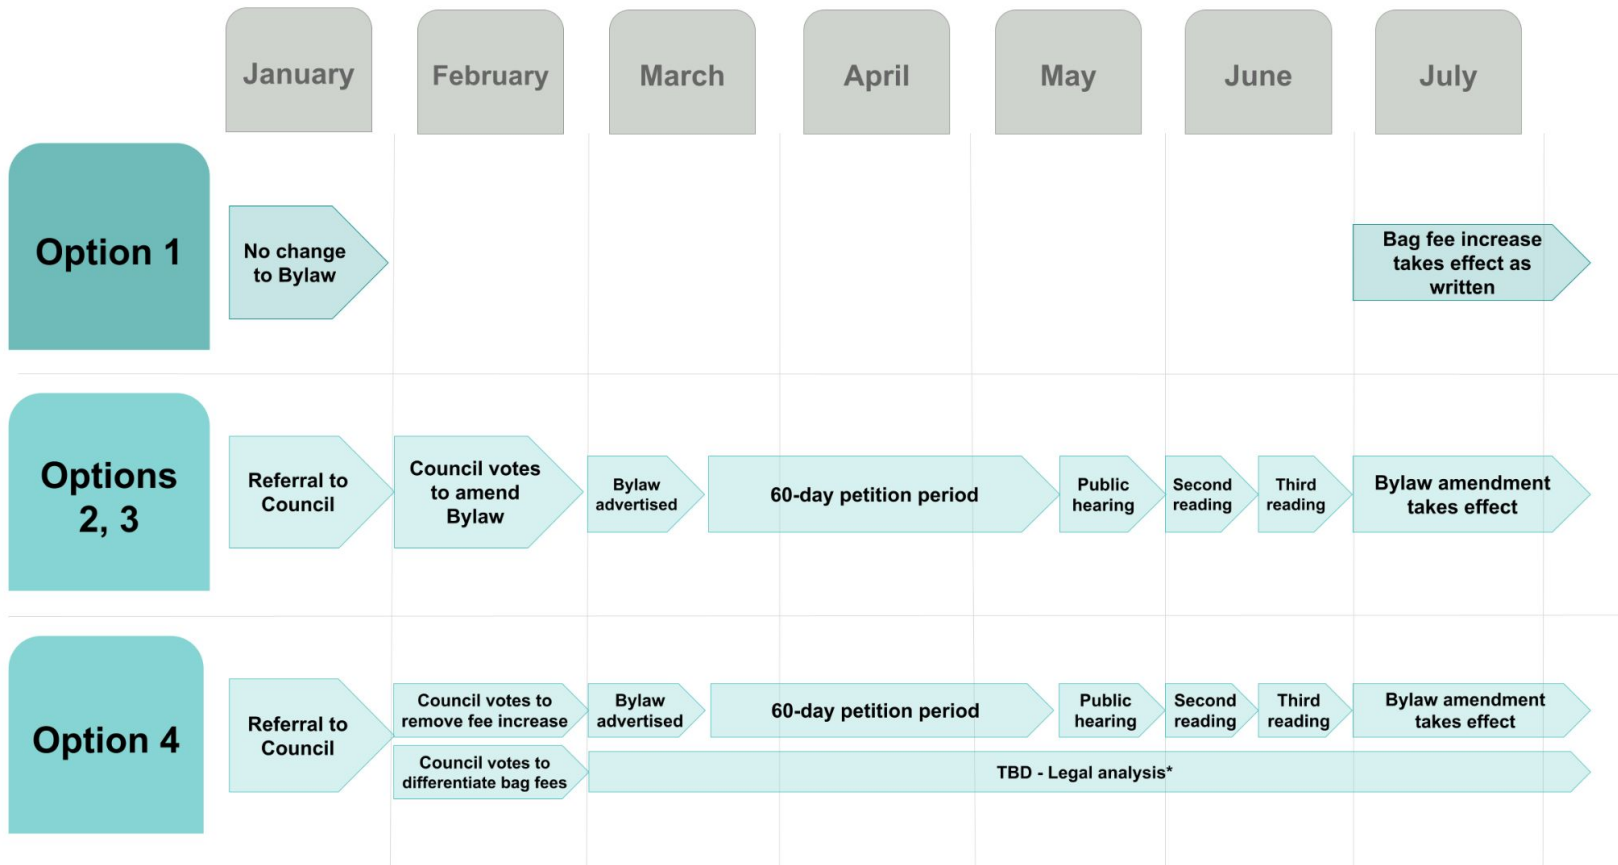 January
February
March
April
May
June
July
Option 1
No change
to Bylaw
Bag fee increase
takes effect as
written
Options
2, 3
Referral to
Council
Council votes
to amend
Bylaw
Bylaw
advertised
60-day petition period
Public
hearing
Second
reading
Third
reading
Bylaw amendment
takes effect
Option 4
Referral to
Council
Council votes to
remove fee increase
Bylaw
advertised
60-day petition period
Public
hearing
Second
reading
Third
reading
Bylaw amendment
takes effect
Council votes to
differentiate bag fees
TBD - Legal analysis*